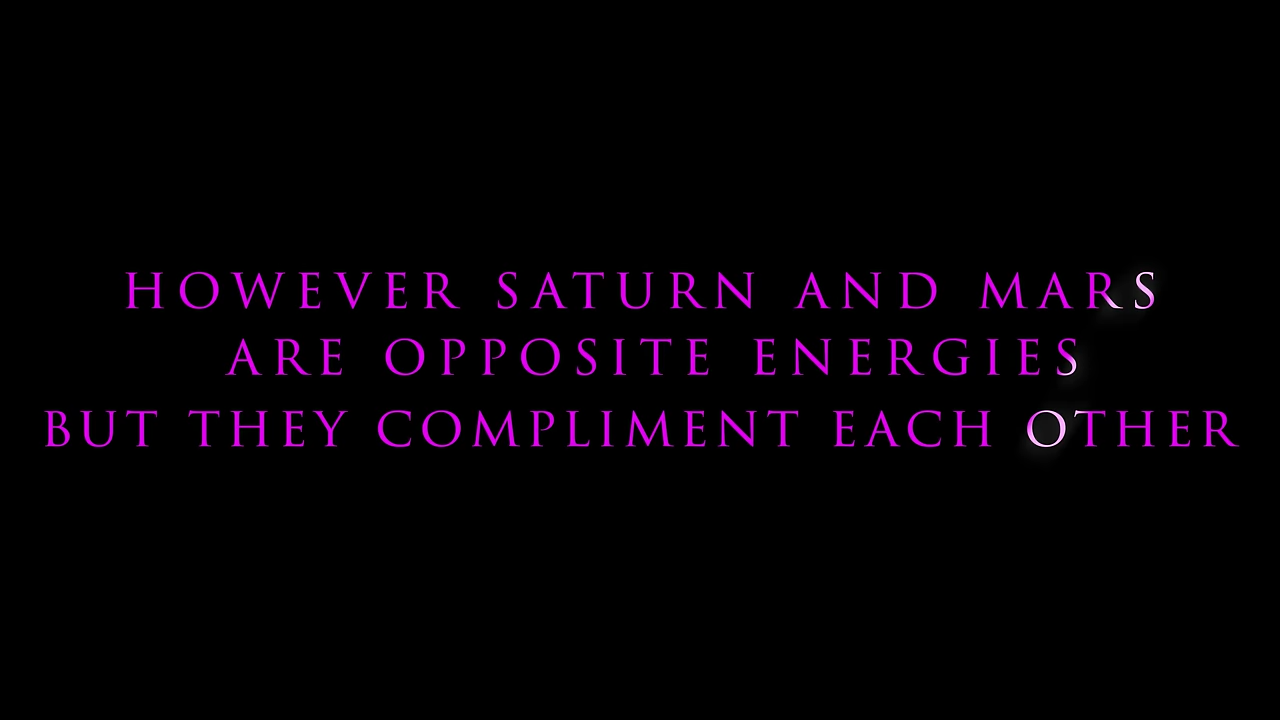 HOWEVER SATURN AND MARS
ARE OPPOSITE ENERGIES
BUT THEY COMPLIMENT EACH OTHER